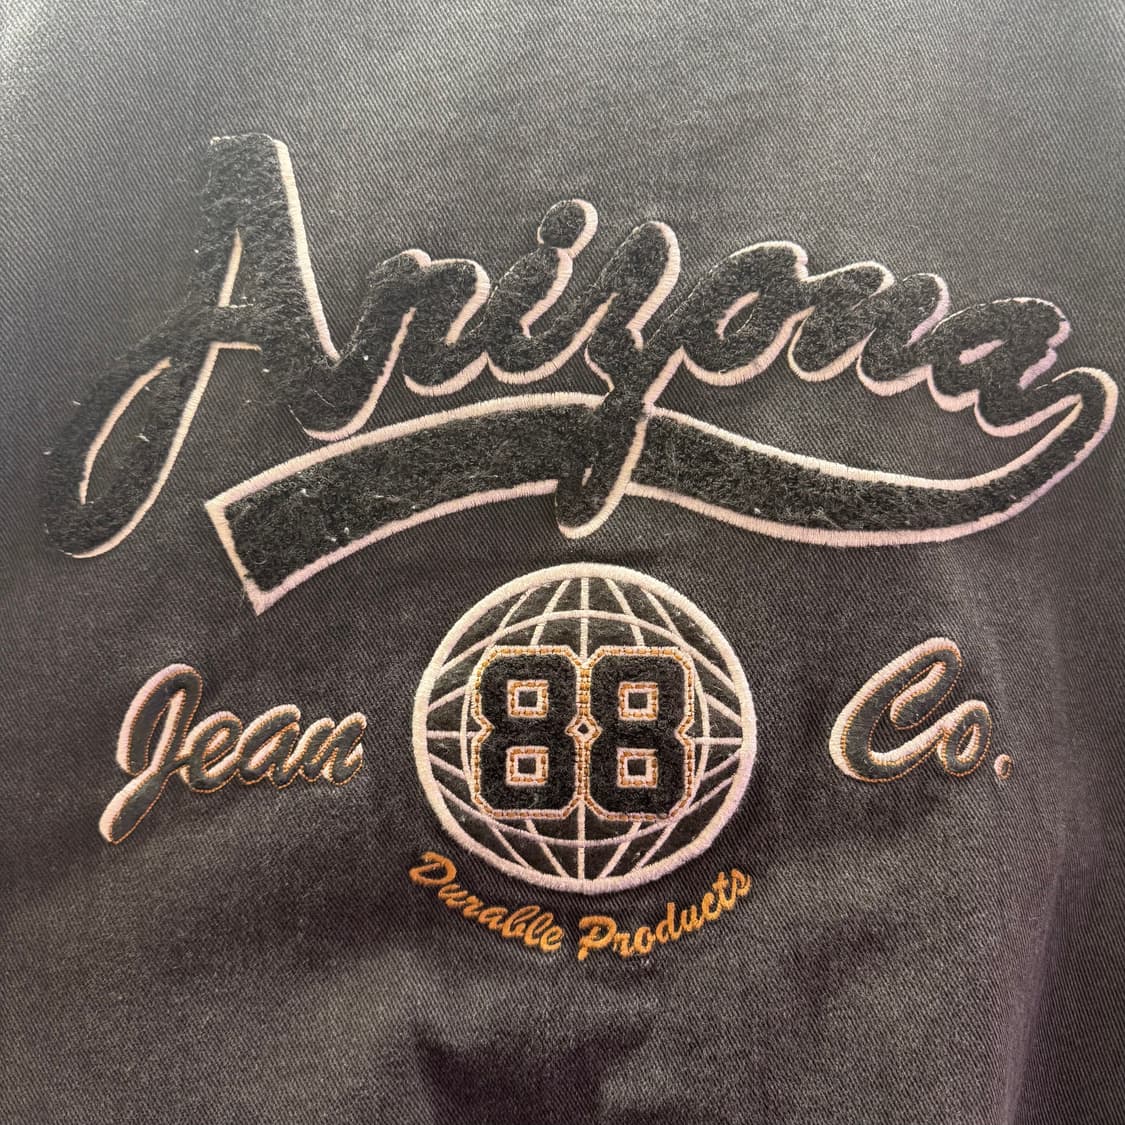 Arizona
Jean 88 Co.
Durable Products